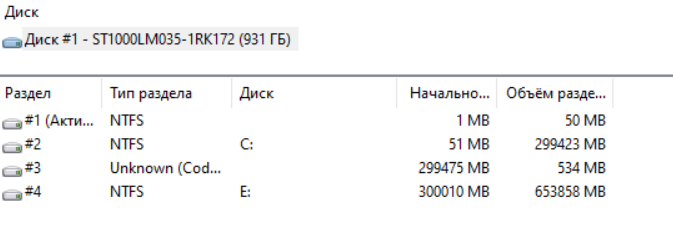 Диск
Диск #1 - ST1000LM035-1RK172 (931 ГБ)
Раздел Тип раздела Диск Начально... Объём разде...
#1 (Акти... NTFS 1 MB 50 MB
#2 NTFS C: 51 MB 299423 MB
#3 Unknown (Cod... 299475 MB 534 MB
#4 NTFS E: 300010 MB 653858 MB